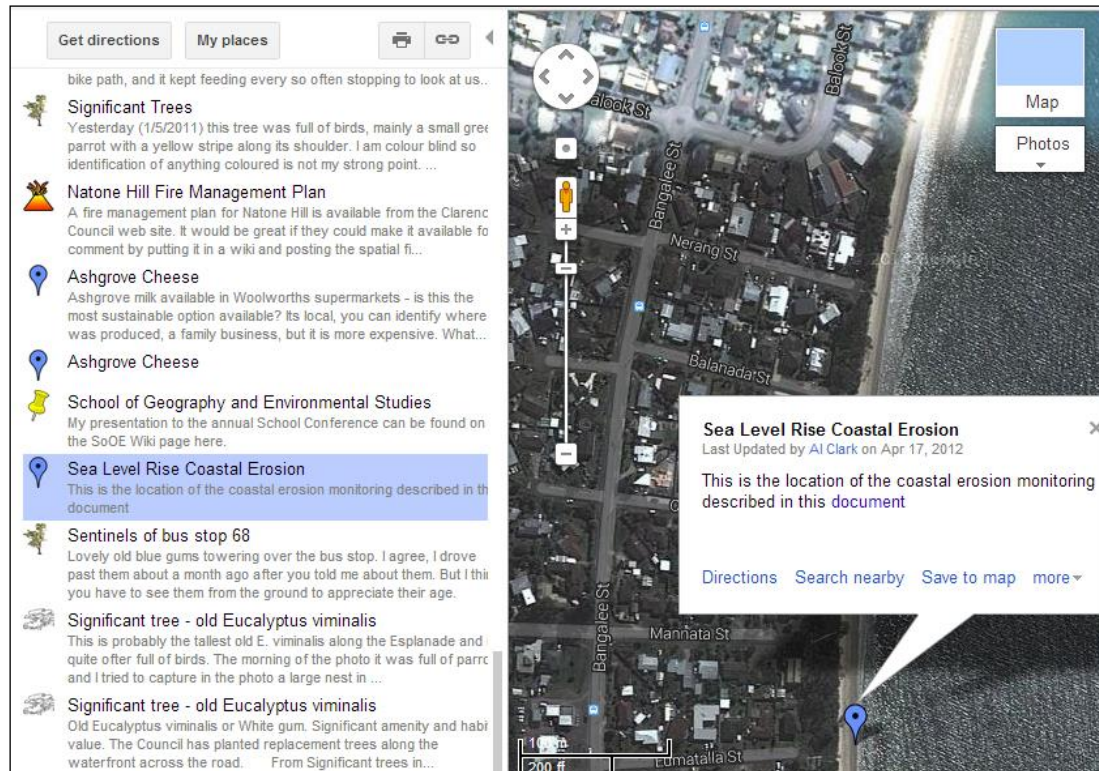 Get directions
My places
bike path, and it kept feeding every so often stopping to look at us...
Significant Trees
Yesterday (1/5/2011) this tree was full of birds, mainly a small gree
parrot with a yellow stripe along its shoulder. I am colour blind so
identification of anything coloured is not my strong point. ...
Natone Hill Fire Management Plan
A fire management plan for Natone Hill is available from the Clarenc
Council web site. It would be great if they could make it available fo
comment by putting it in a wiki and posting the spatial fi...
Ashgrove Cheese
Ashgrove milk available in Woolworths supermarkets - is this the
most sustainable option available? Its local, you can identify where
was produced, a family business, but it is more expensive. What...
Ashgrove Cheese
School of Geography and Environmental Studies
My presentation to the annual School Conference can be found on
the SoOE Wiki page here.
Sea Level Rise Coastal Erosion
This is the location of the coastal erosion monitoring described in th
document
Sentinels of bus stop 68
Lovely old blue gums towering over the bus stop. I agree, I drove
past them about a month ago after you told me about them. But I thi
you have to see them from the ground to appreciate their age.
Significant tree - old Eucalyptus viminalis
This is probably the tallest old E. viminalis along the Esplanade and
quite ofter full of birds. The morning of the photo it was full of parro
and I tried to capture in the photo a large nest in ...
Significant tree - old Eucalyptus viminalis
Old Eucalyptus viminalis or White gum. Significant amenity and habi
value. The Council has planted replacement trees along the
waterfront across the road. From Significant trees in...
Balook St
alook St
Map
Photos
Bangalee St
Nerang St
Balanada St
Sea Level Rise Coastal Erosion
Last Updated by Al Clark on Apr 17, 2012
This is the location of the coastal erosion monitoring
described in this document
Directions Search nearby Save to map more
Bangalee St
Mannata St
100 m
200 ft
Eumatalla St